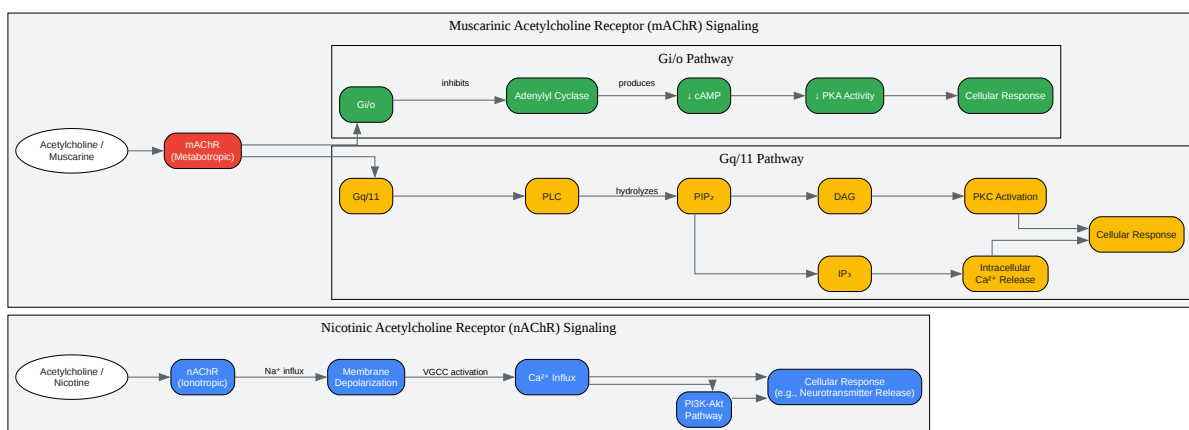 Muscarinic Acetylcholine Receptor (mAChR) Signaling
Gi/o Pathway
Gi/o
inhibits
Adenylyl Cyclase
produces
↓ cAMP
↓ PKA Activity
Cellular Response
Acetylcholine /
Muscarine
mAChR
(Metabotropic)
Gq/11 Pathway
Gq/11
PLC
hydrolyzes
PIP₂
DAG
PKC Activation
Cellular Response
IP₃
Intracellular
Ca²⁺ Release
Nicotinic Acetylcholine Receptor (nAChR) Signaling
Acetylcholine /
Nicotine
nAChR
(Ionotropic)
Na⁺ influx
Membrane
Depolarization
VGCC activation
Ca²⁺ Influx
PI3K-Akt
Pathway
Cellular Response
(e.g., Neurotransmitter Release)